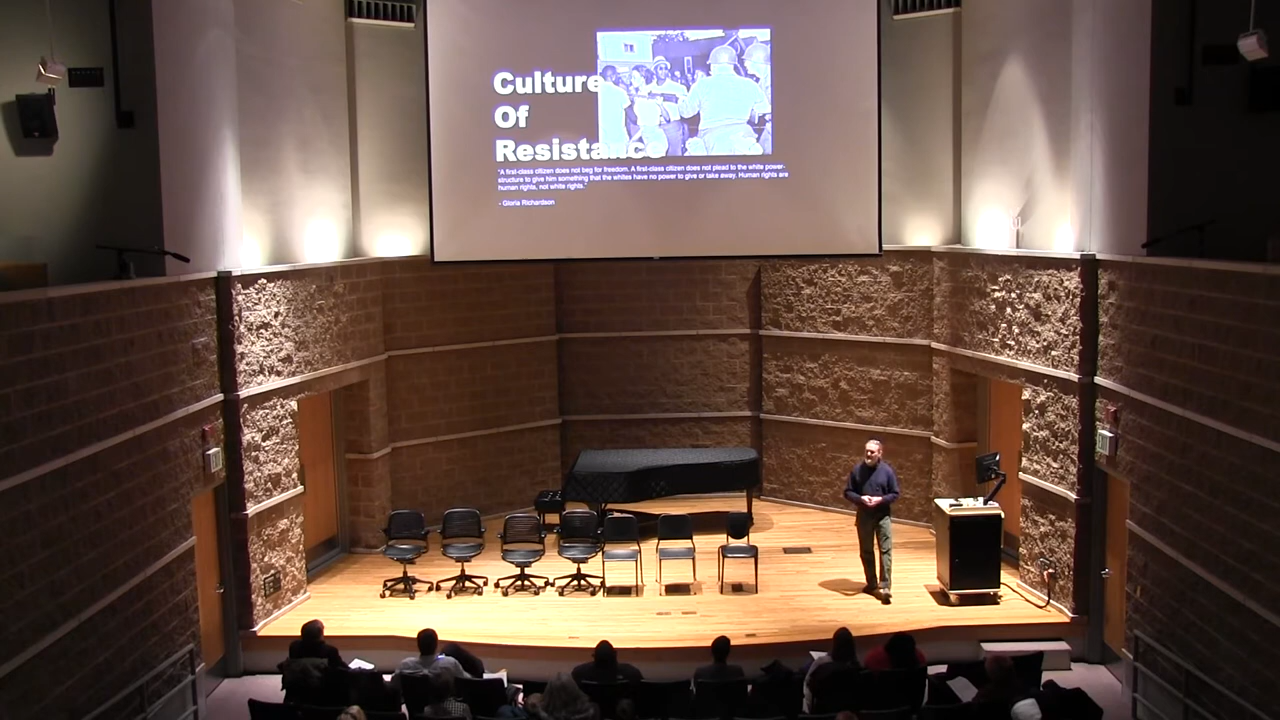 Culture
Of
Resistance
"A first-class citizen does not beg for freedom. A first-class citizen does not plead to the white power-
structure to give him something that the whites have no power to give or take away. Human rights are
human rights, not white rights."
- Gloria Richardson